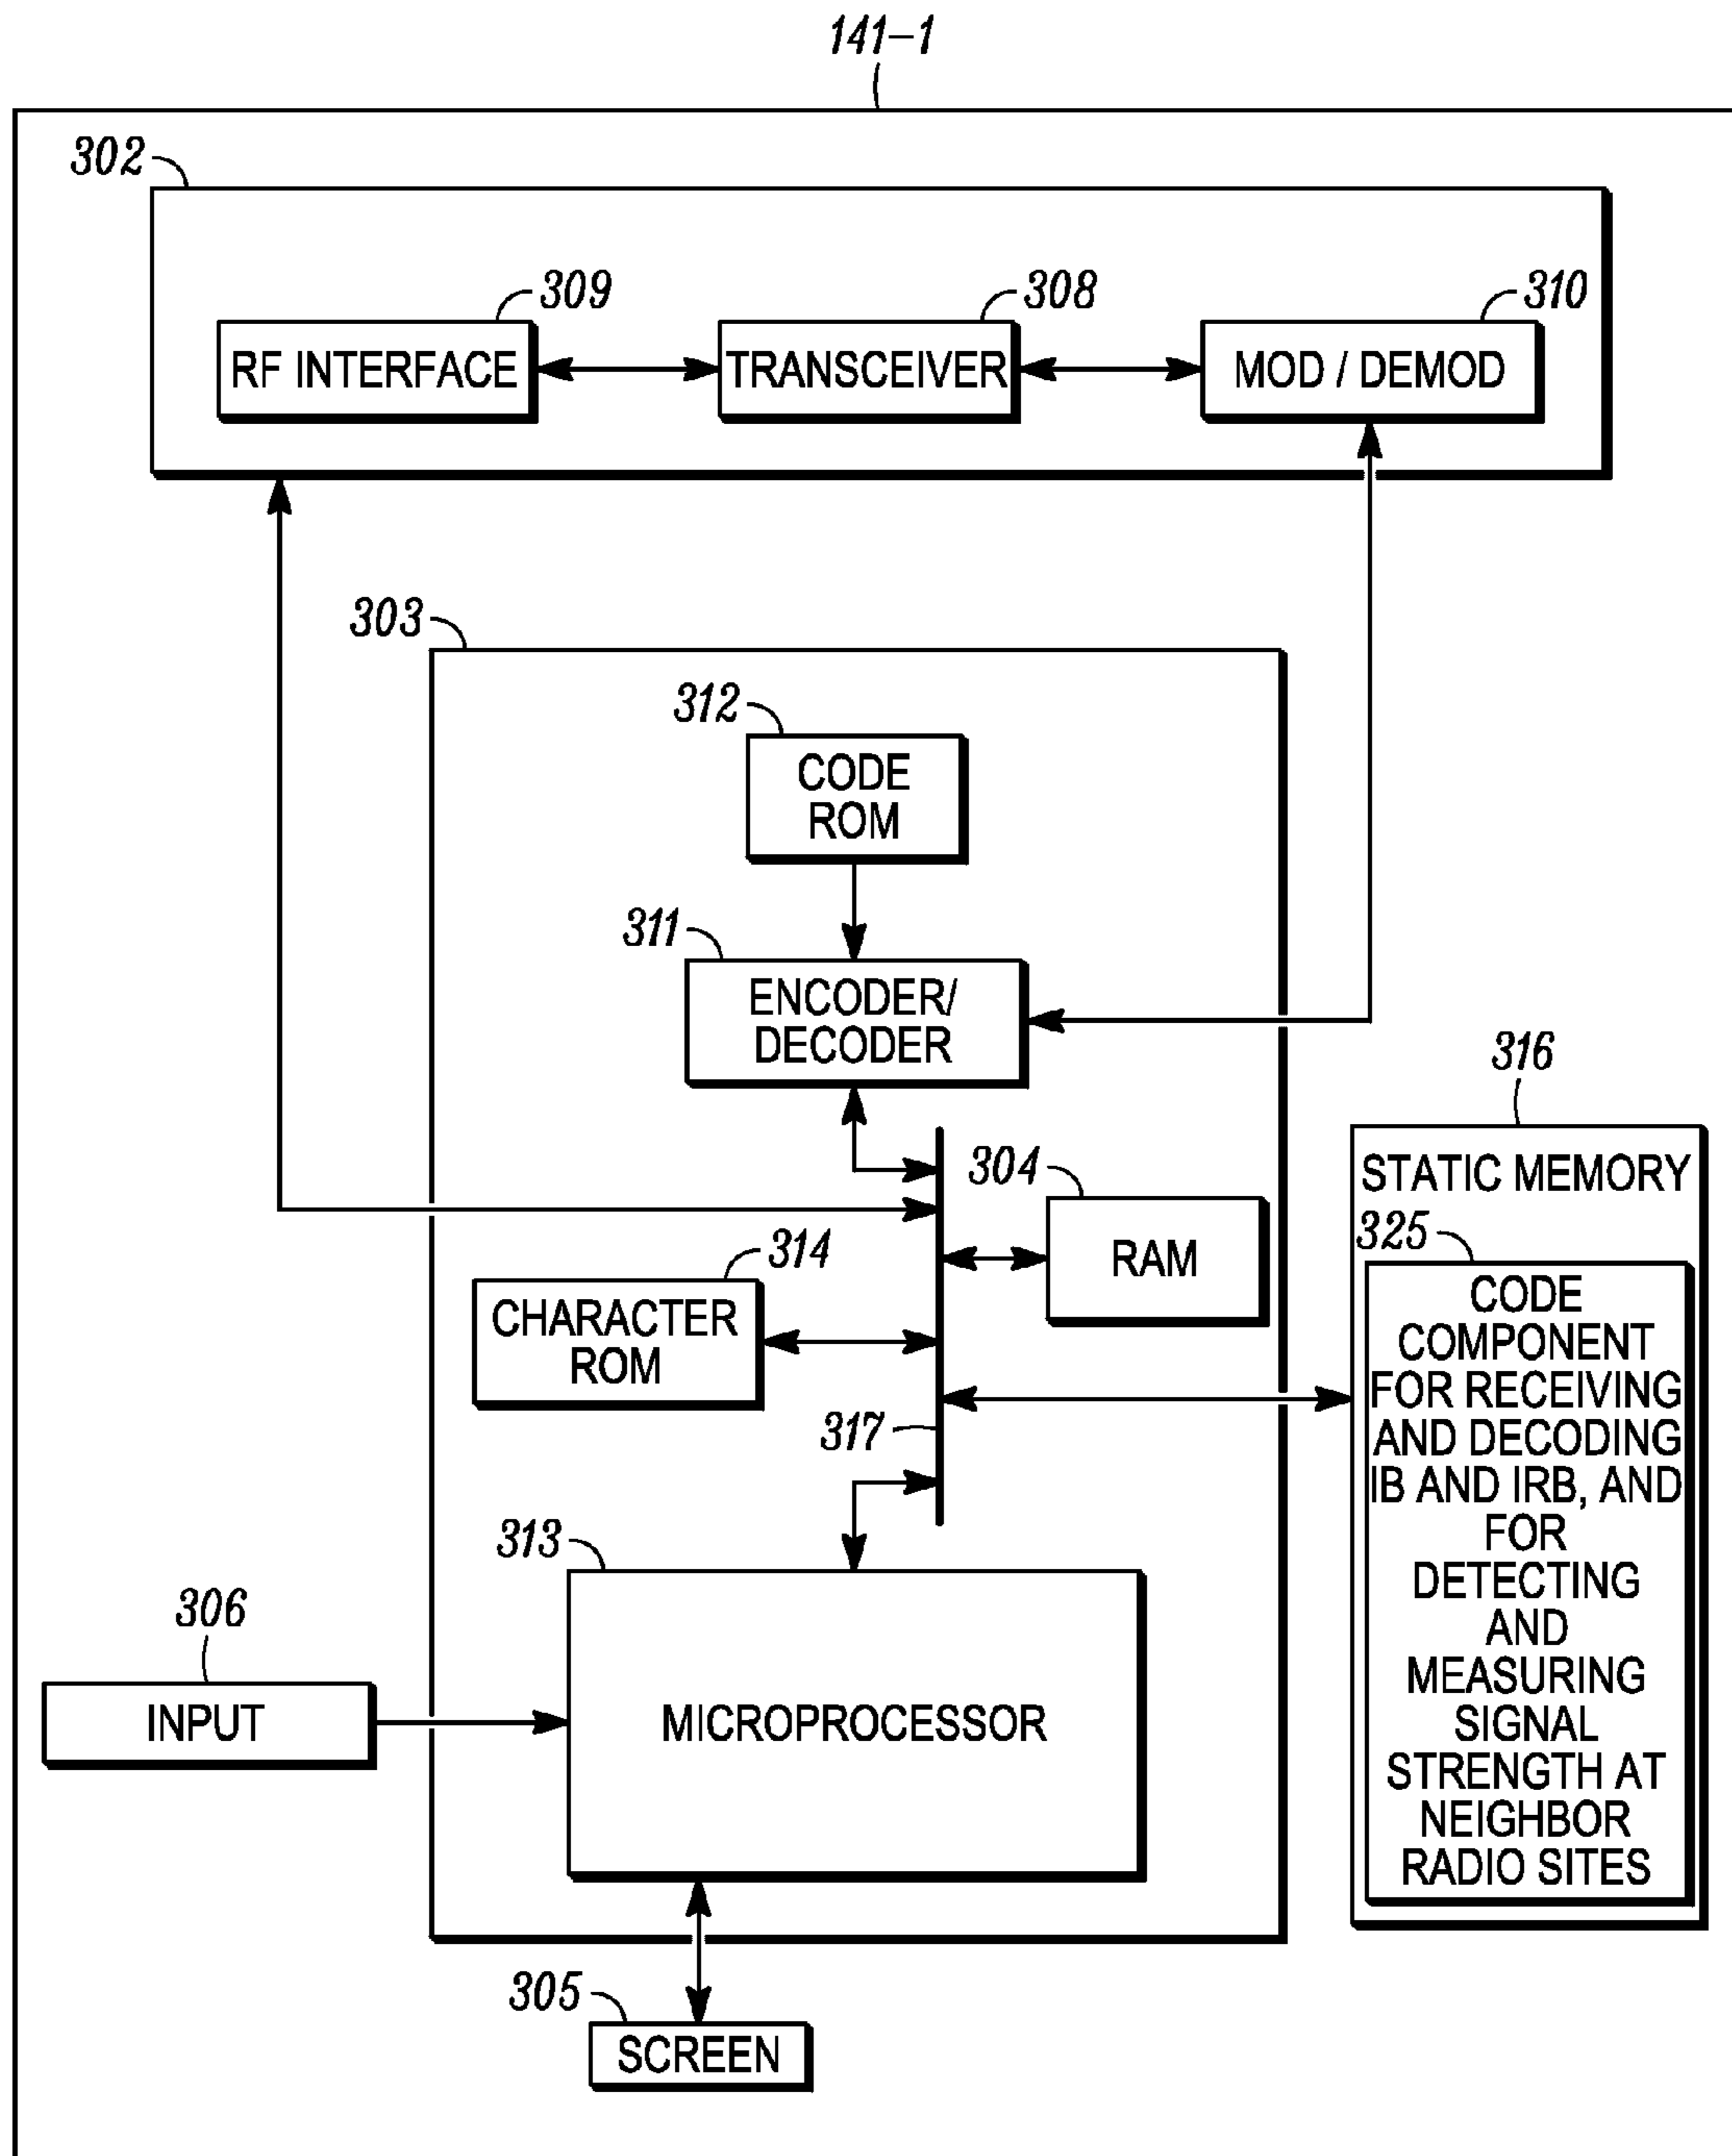 141-1
302
309
308
310
RF INTERFACE
TRANSCEIVER
MOD / DEMOD
303
312
CODE
ROM
311
ENCODER/
DECODER
316
304
STATIC MEMORY
325
314
RAM
CHARACTER
ROM
317
CODE
COMPONENT
FOR RECEIVING
AND DECODING
IB AND IRB, AND
FOR
DETECTING
AND
MEASURING
SIGNAL
STRENGTH AT
NEIGHBOR
RADIO SITES
313
306
INPUT
MICROPROCESSOR
305
SCREEN